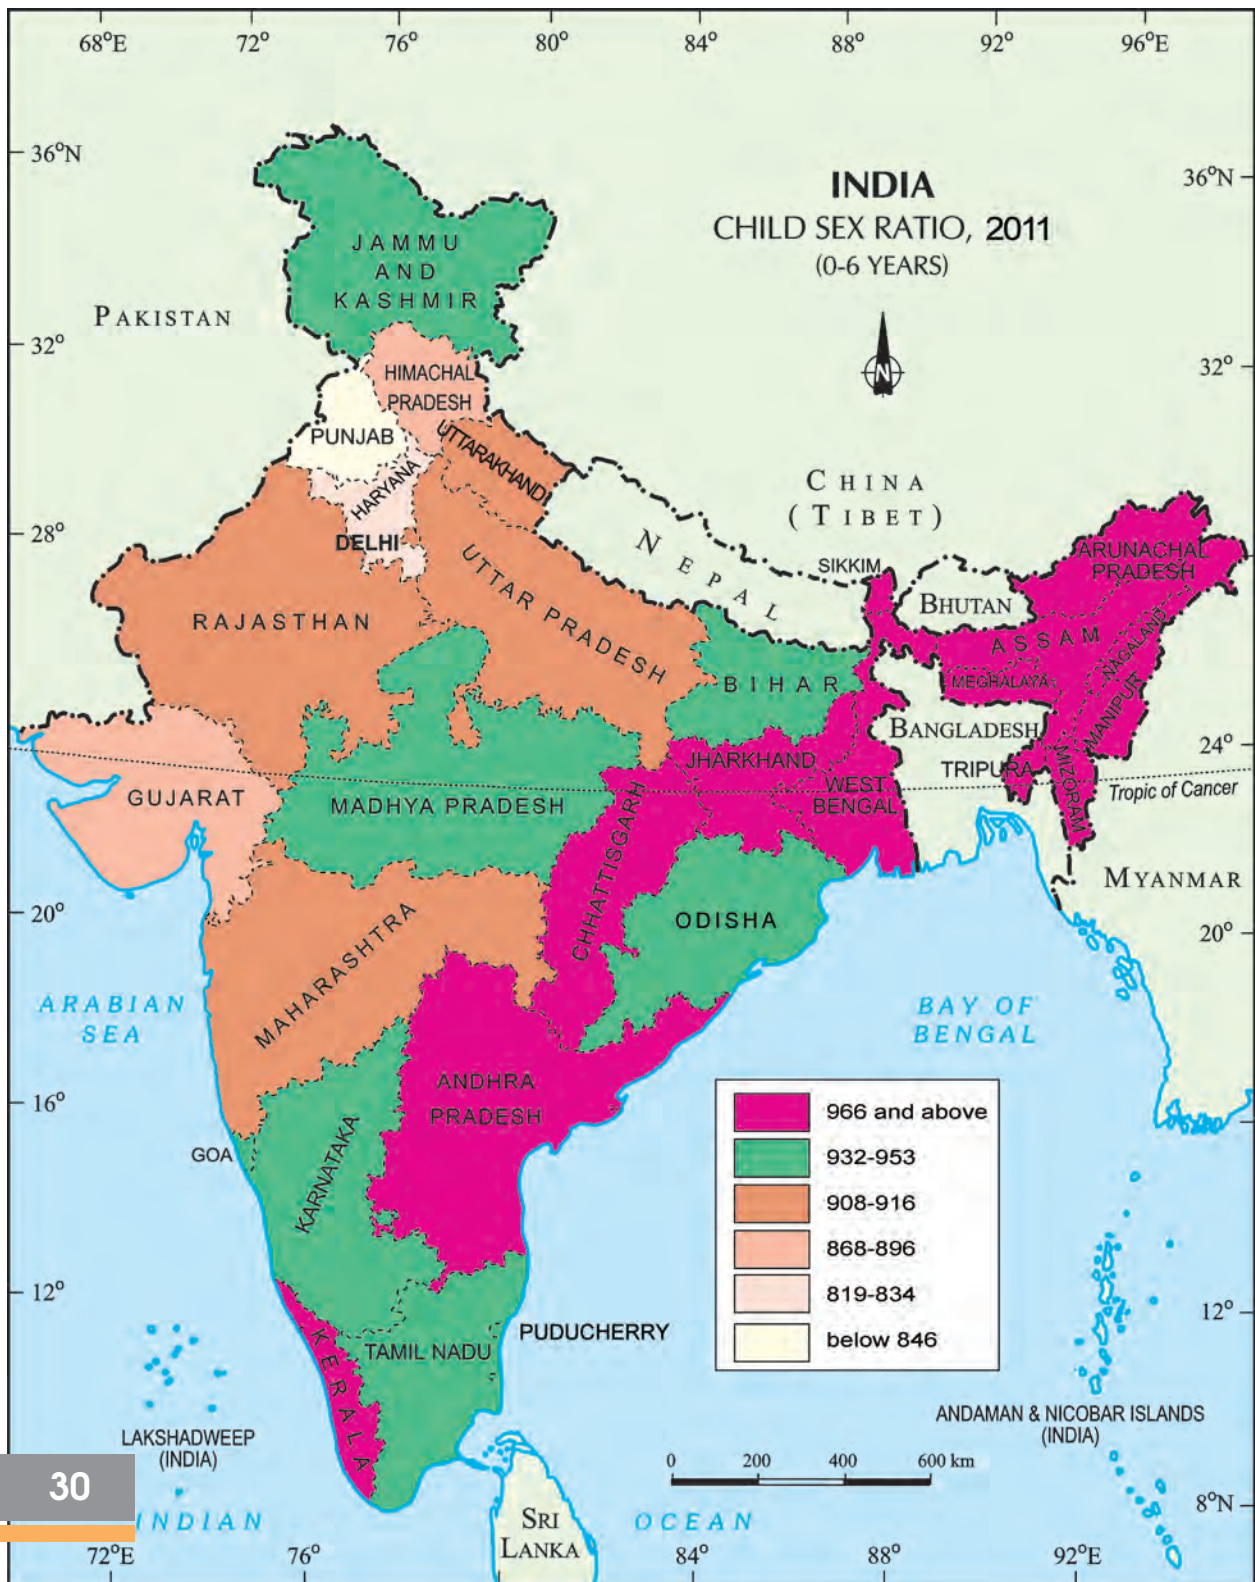 68°E 72° 76° 80° 84° 88° 92° 96°E
36°N
36°N
INDIA
CHILD SEX RATIO, 2011
(0-6 YEARS)
JAMMU
AND
KASHMIR
PAKISTAN
32°
32°
N
HIMACHAL
PRADESH
PUNJAB
UTTARAKHAND
HARYANA
CHINA
(TIBET)
28°
DELHI
NEPAL
SIKKIM
ARUNACHAL
PRADESH
BHUTAN
RAJASTHAN
UTTAR PRADESH
ASSAM
NAGALAND
BIHAR
MEGHALAYA
MANIPUR
BANGLADESH
24°
JHARKHAND
TRIPURA
MIZORAM
Tropic of Cancer
GUJARAT
MADHYA PRADESH
WEST
BENGAL
CHHATTISGARH
MYANMAR
20°
20°
ODISHA
MAHARASHTRA
ARABIAN
SEA
BAY OF
BENGAL
ANDHRA
PRADESH
16°
GOA
KARNATAKA
966 and above
932-953
908-916
868-896
819-834
below 846
12°
12°
PUDUCHERRY
TAMIL NADU
KERALA
LAKSHADWEEP
(INDIA)
ANDAMAN & NICOBAR ISLANDS
(INDIA)
0 200 400 600 km
30
8°N
INDIAN OCEAN
SRI
LANKA
72°E 76° 84° 88° 92°E